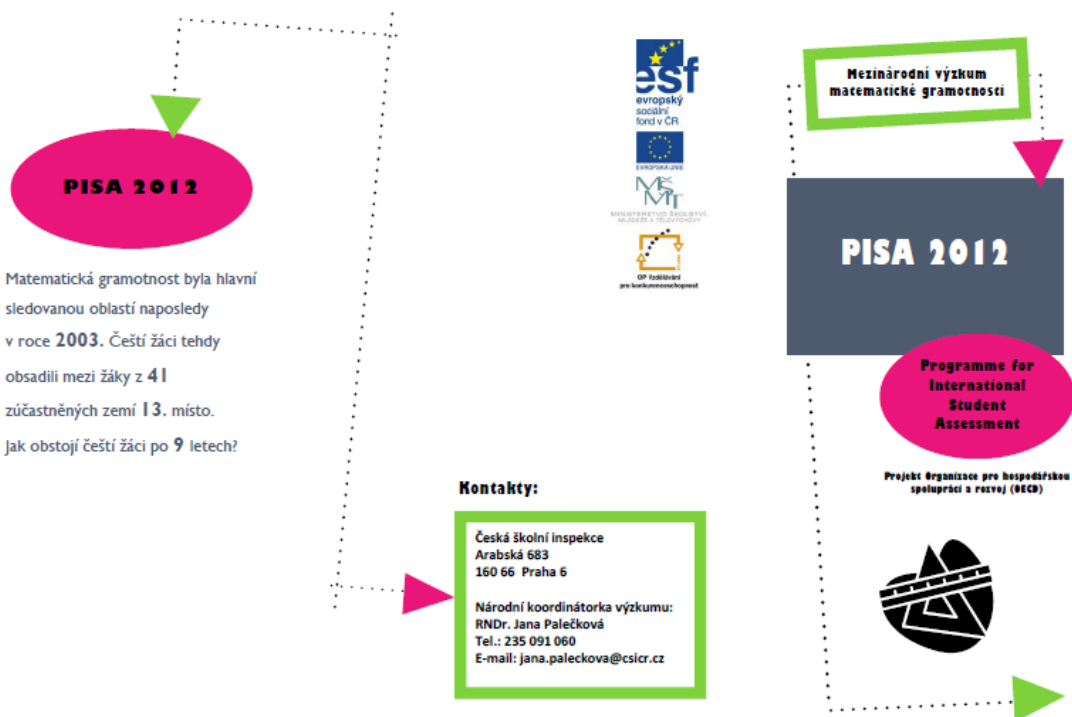 PISA 2012
Matematická gramotnost byla hlavní
sledovanou oblastí naposledy
v roce 2003. Čeští žáci tehdy
obsadili mezi žáky z 41
zúčastněných zemí 13. místo.
Jak obstojí čeští žáci po 9 letech?
esf
evropský
sociální
fond v ČR
EVROPSKÁ UNIE
MŠMT
MINISTERSTVO ŠKOLSTVÍ,
MLÁDEŽE A TĚLOVÝCHOVY
OP Vzdělávání
pro konkurenceschopnost
Kontakty:
Česká školní inspekce
Arabská 683
160 66 Praha 6
Národní koordinátorka výzkumu:
RNDr. Jana Palečková
Tel.: 235 091 060
E-mail: jana.paleckova@csicr.cz
Mezinárodní výzkum
matematické gramotnosti
PISA 2012
Programme for
International
Student
Assessment
Projekt Organizace pro hospodářskou
spolupráci a rozvoj (OECD)